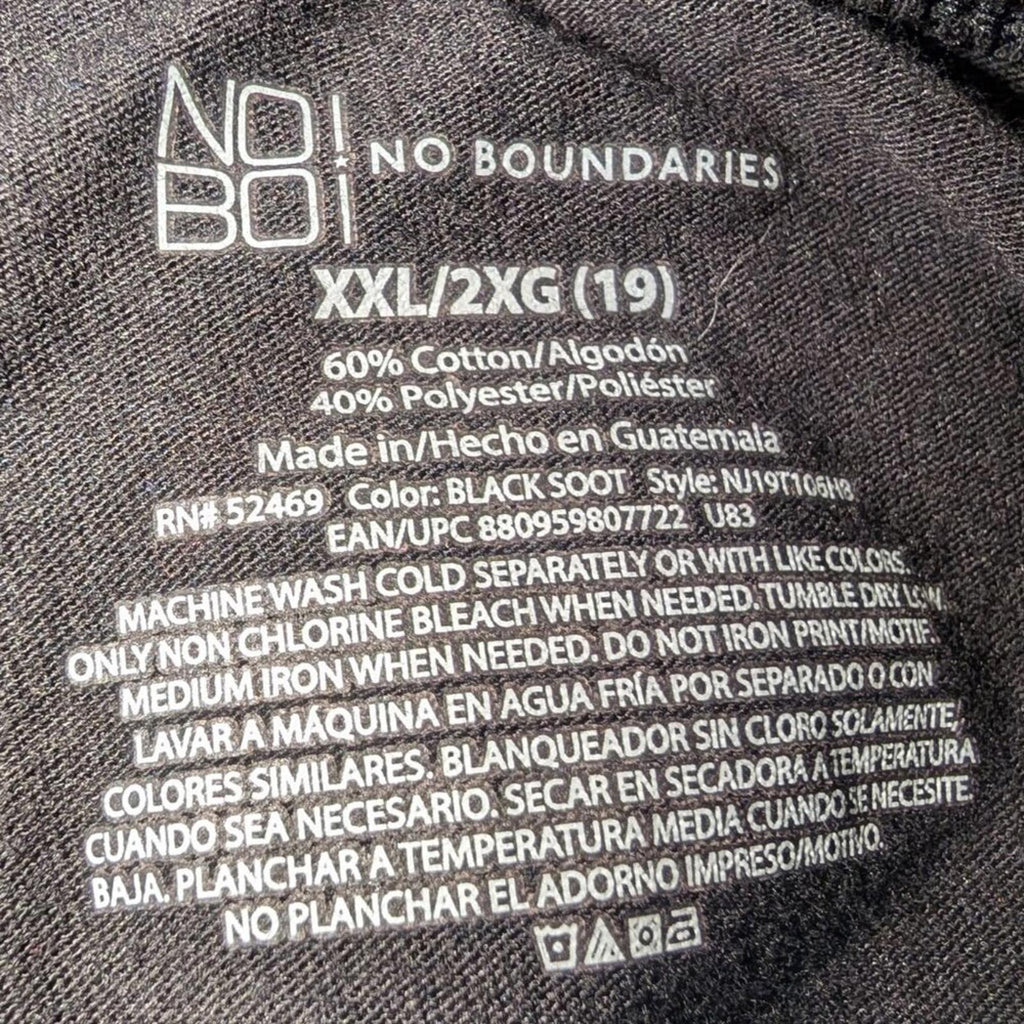 NO
BO
NO BOUNDARIES
XXL/2XG (19)
60% Cotton/Algodón
40% Polyester/Poliéster
Made in/Hecho en Guatemala
RN# 52469 Color: BLACK SOOT Style: NJ19T106H8
EAN/UPC 880959807722 U83
MACHINE WASH COLD SEPARATELY OR WITH LIKE COLORS.
ONLY NON CHLORINE BLEACH WHEN NEEDED. TUMBLE DRY LOW.
MEDIUM IRON WHEN NEEDED. DO NOT IRON PRINT/MOTIF.
LAVAR A MÁQUINA EN AGUA FRÍA POR SEPARADO O CON
COLORES SIMILARES. BLANQUEADOR SIN CLORO SOLAMENTE,
CUANDO SEA NECESARIO. SECAR EN SECADORA A TEMPERATURA
BAJA. PLANCHAR A TEMPERATURA MEDIA CUANDO SE NECESITE.
NO PLANCHAR EL ADORNO IMPRESO/MOTIVO.